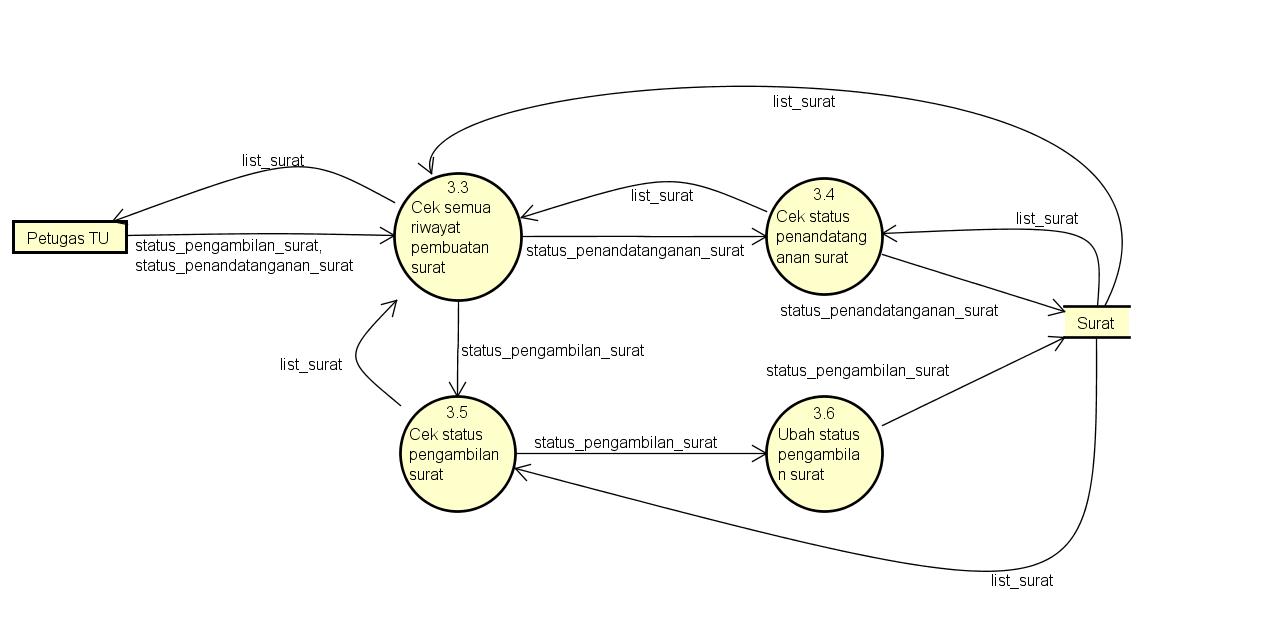 list_surat
list_surat
3.3
Cek semua
riwayat
pembuatan
surat
list_surat
3.4
Cek status
penandatang
anan surat
list_surat
Petugas TU
status_pengambilan_surat,
status_penandatanganan_surat
status_penandatanganan_surat
status_penandatanganan_surat
Surat
list_surat
status_pengambilan_surat
status_pengambilan_surat
3.5
Cek status
pengambilan
surat
status_pengambilan_surat
3.6
Ubah status
pengambila
n surat
list_surat